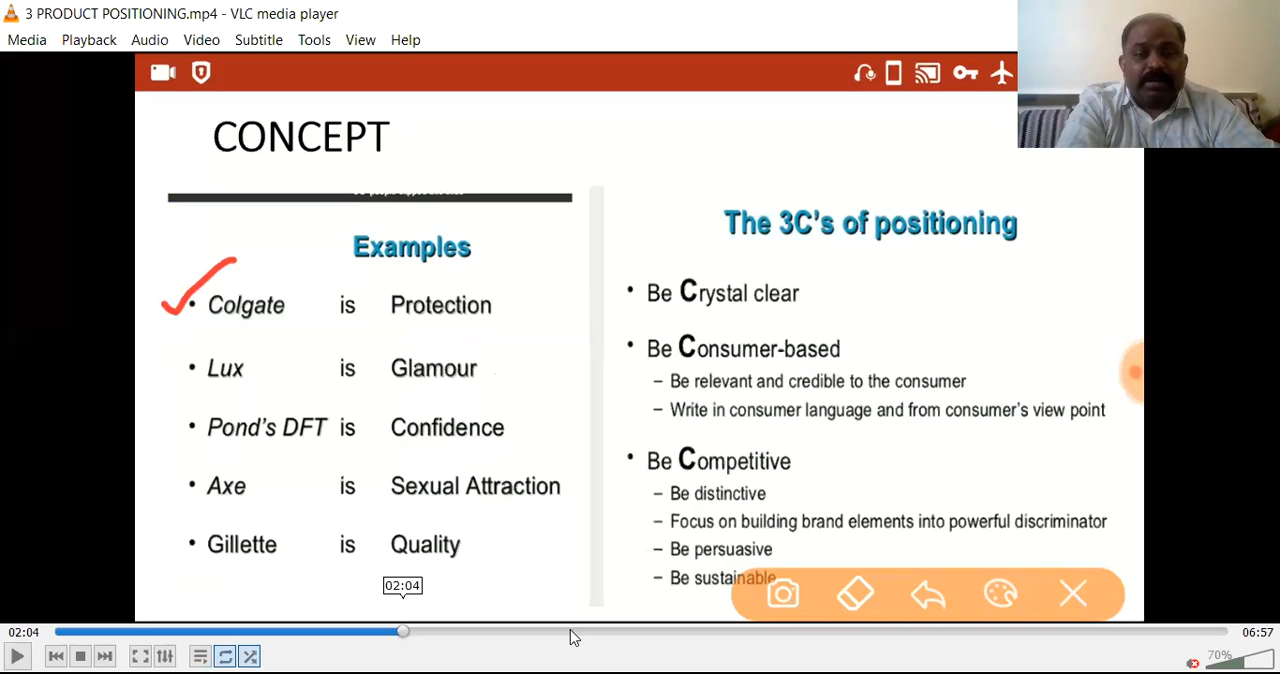 3 PRODUCT POSITIONING.mp4 - VLC media player
Media Playback Audio Video Subtitle Tools View Help
CONCEPT
Examples
• Colgate is Protection
• Lux is Glamour
• Pond's DFT is Confidence
• Axe is Sexual Attraction
• Gillette is Quality
The 3C's of positioning
• Be Crystal clear
• Be Consumer-based
– Be relevant and credible to the consumer
– Write in consumer language and from consumer's view point
• Be Competitive
– Be distinctive
– Focus on building brand elements into powerful discriminator
– Be persuasive
– Be sustainable
02:04
02:04
06:57
70%